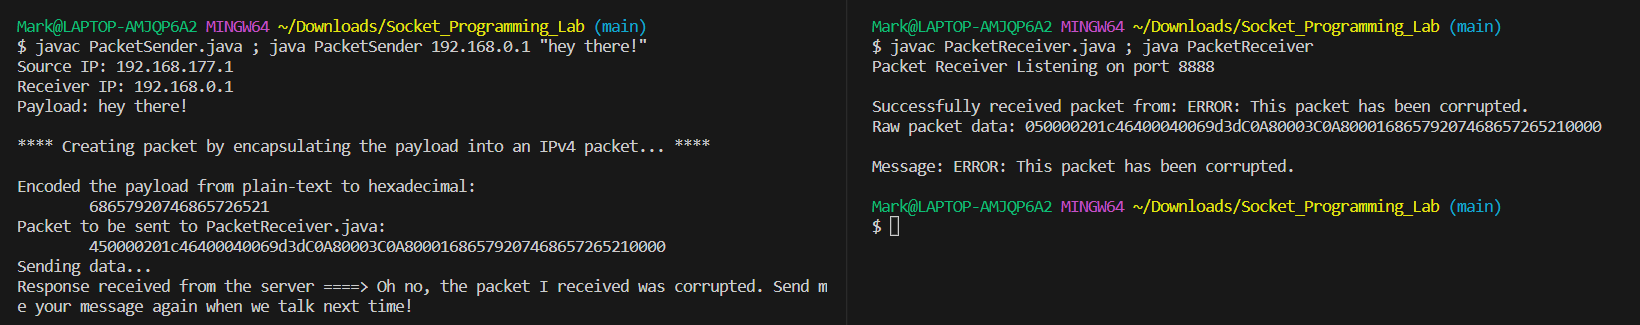 Mark@LAPTOP-AMJQP6A2 MINGW64 ~/Downloads/Socket_Programming_Lab (main)
$ javac PacketSender.java ; java PacketSender 192.168.0.1 "hey there!"
Source IP: 192.168.177.1
Receiver IP: 192.168.0.1
Payload: hey there!
**** Creating packet by encapsulating the payload into an IPv4 packet... ****
Encoded the payload from plain-text to hexadecimal:
68657920746865726521
Packet to be sent to PacketReceiver.java:
450000201c46400040069d3dC0A80003C0A80001686579207468657265210000
Sending data...
Response received from the server ====> Oh no, the packet I received was corrupted. Send m
e your message again when we talk next time!
Mark@LAPTOP-AMJQP6A2 MINGW64 ~/Downloads/Socket_Programming_Lab (main)
$ javac PacketReceiver.java ; java PacketReceiver
Packet Receiver Listening on port 8888
Successfully received packet from: ERROR: This packet has been corrupted.
Raw packet data: 050000201c46400040069d3dC0A80003C0A80001686579207468657265210000
Message: ERROR: This packet has been corrupted.
Mark@LAPTOP-AMJQP6A2 MINGW64 ~/Downloads/Socket_Programming_Lab (main)
$